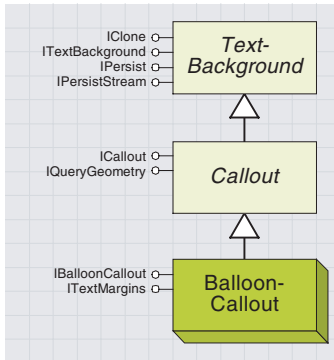 IClone
ITextBackground
IPersist
IPersistStream
Text-
Background
ICallout
IQueryGeometry
Callout
IBalloonCallout
ITextMargins
Balloon-
Callout